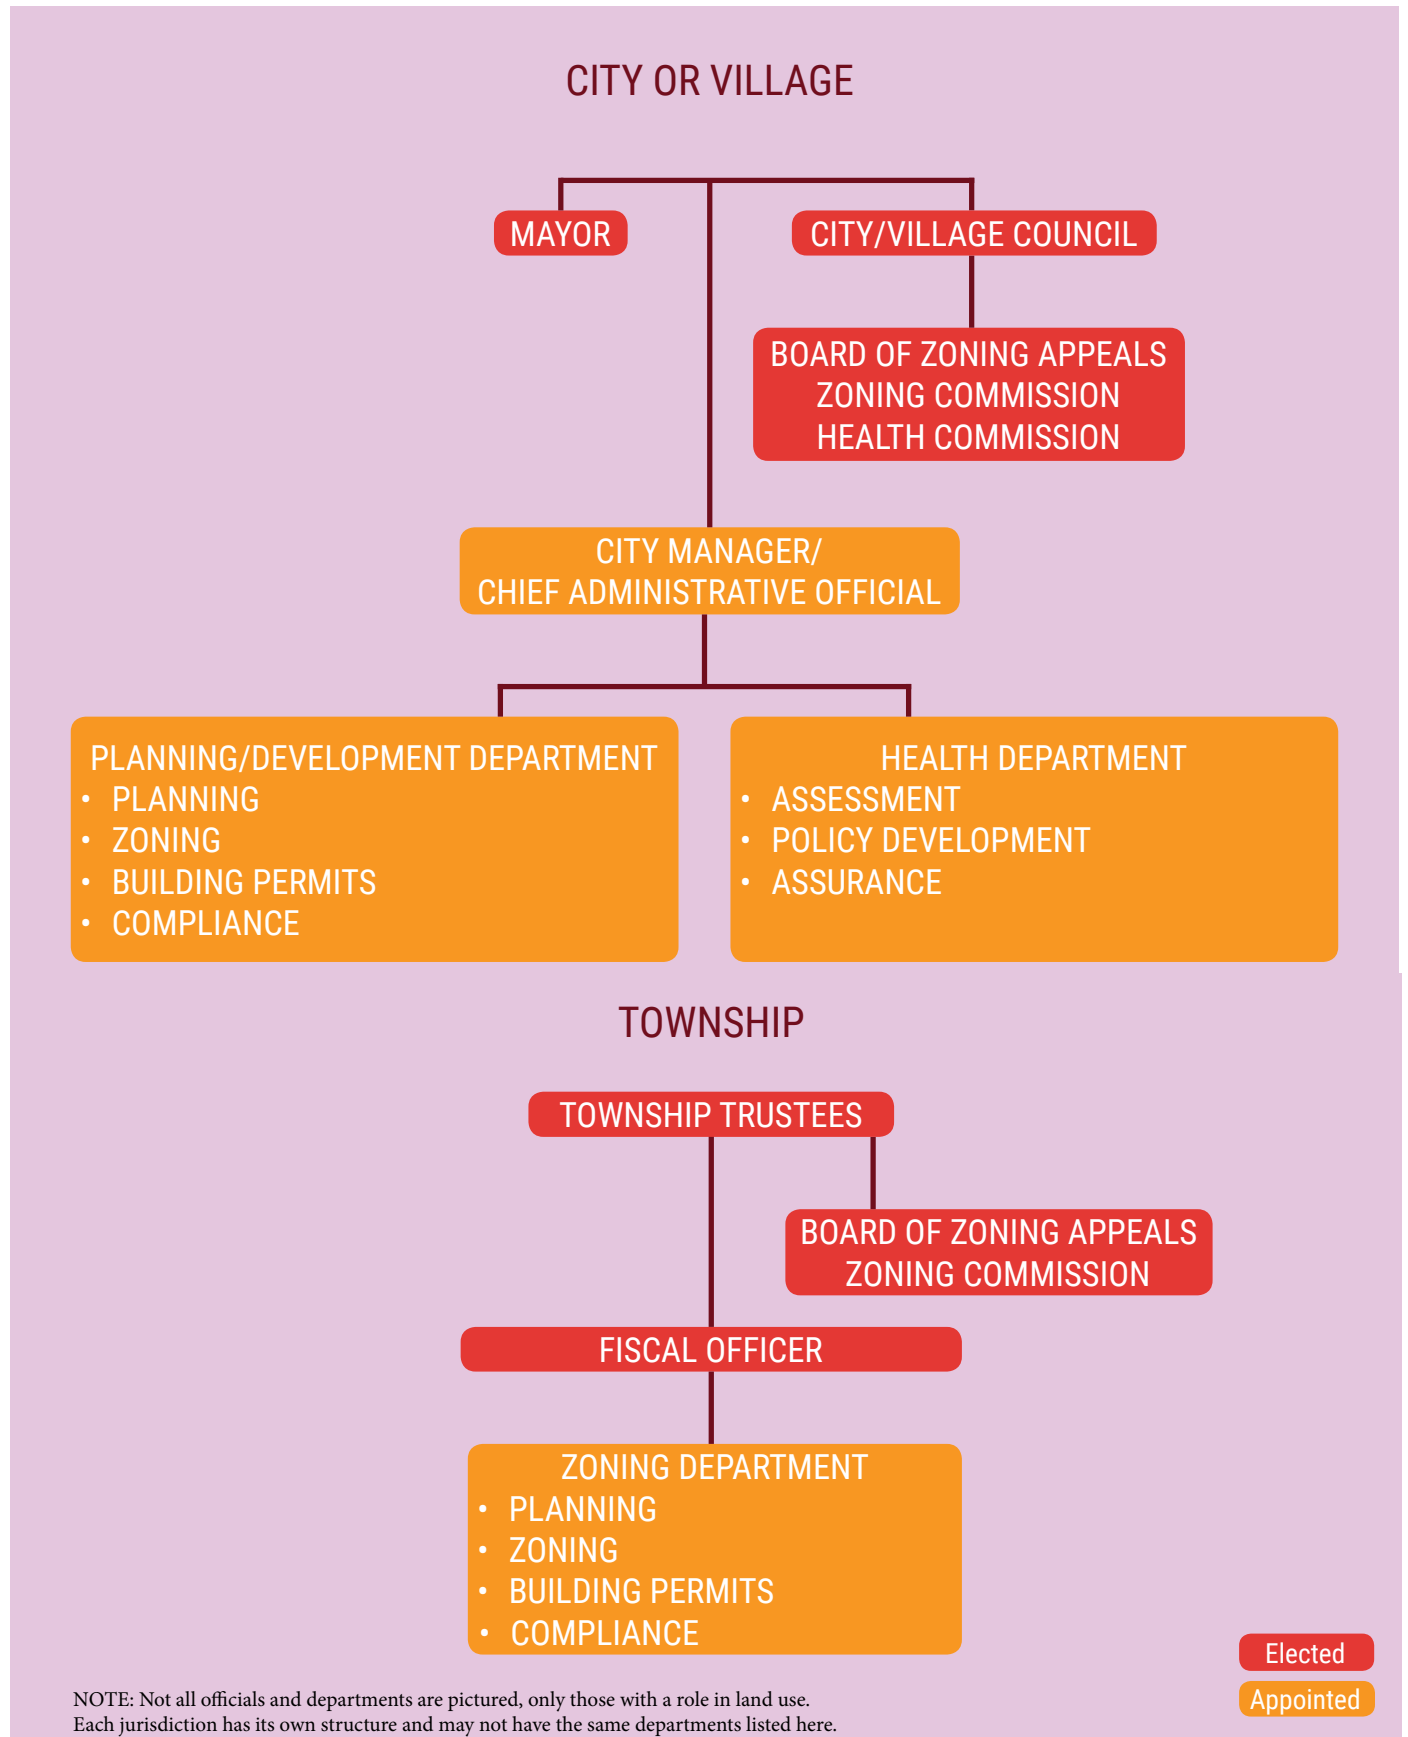 CITY OR VILLAGE
MAYOR
CITY/VILLAGE COUNCIL
BOARD OF ZONING APPEALS
ZONING COMMISSION
HEALTH COMMISSION
CITY MANAGER/
CHIEF ADMINISTRATIVE OFFICIAL
PLANNING/DEVELOPMENT DEPARTMENT
• PLANNING
• ZONING
• BUILDING PERMITS
• COMPLIANCE
HEALTH DEPARTMENT
• ASSESSMENT
• POLICY DEVELOPMENT
• ASSURANCE
TOWNSHIP
TOWNSHIP TRUSTEES
BOARD OF ZONING APPEALS
ZONING COMMISSION
FISCAL OFFICER
ZONING DEPARTMENT
• PLANNING
• ZONING
• BUILDING PERMITS
• COMPLIANCE
Elected
Appointed
NOTE: Not all officials and departments are pictured, only those with a role in land use.
Each jurisdiction has its own structure and may not have the same departments listed here.